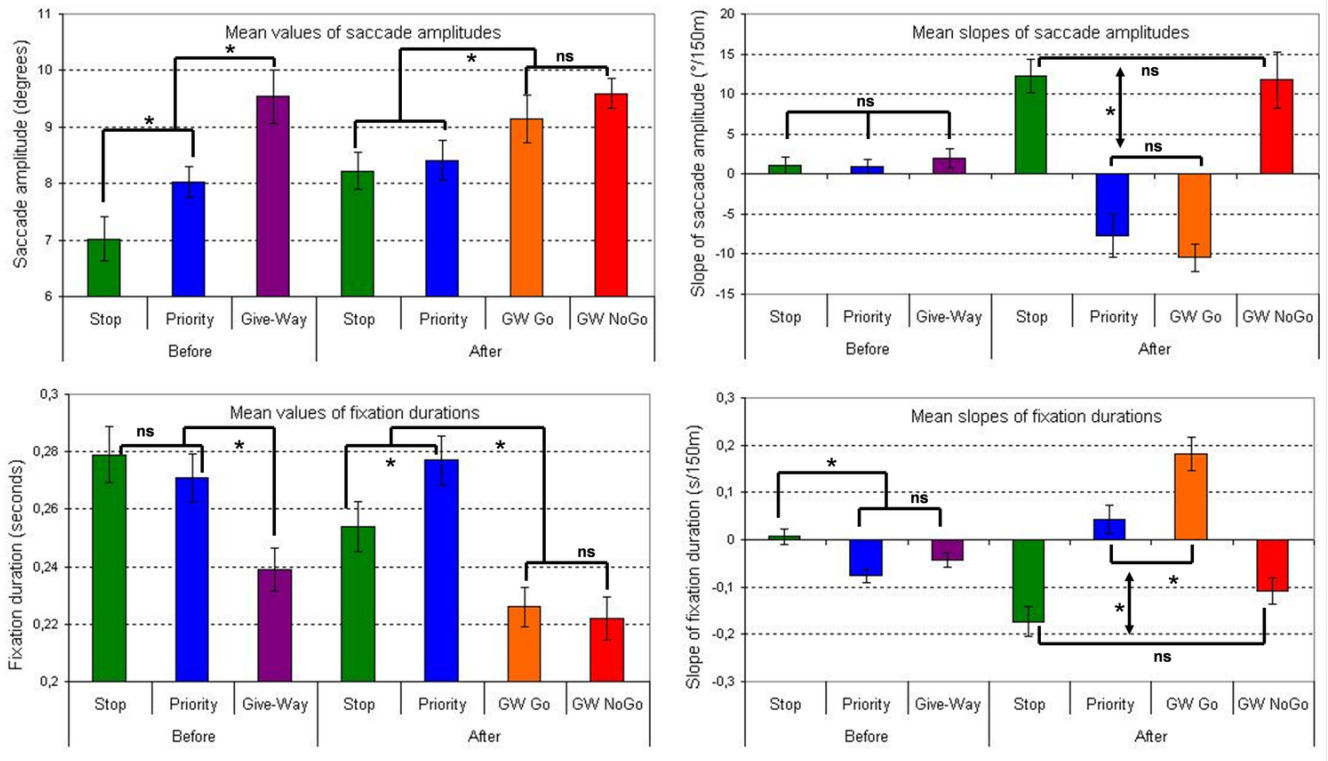 Mean values of saccade amplitudes
Saccade amplitude (degrees)
11
10
9
8
7
6
*
*
*
ns
Stop
Priority
Give-Way
Stop
Priority
GW Go
GW NoGo
Before
After
Mean slopes of saccade amplitudes
Slope of saccade amplitude (°/150m)
20
15
10
5
0
-5
-10
-15
ns
ns
*
ns
Stop
Priority
Give-Way
Stop
Priority
GW Go
GW NoGo
Before
After
Mean values of fixation durations
Fixation duration (seconds)
0,3
0,28
0,26
0,24
0,22
0,2
ns
*
*
*
ns
Stop
Priority
Give-Way
Stop
Priority
GW Go
GW NoGo
Before
After
Mean slopes of fixation durations
Slope of fixation duration (s/150m)
0,3
0,2
0,1
0
-0,1
-0,2
-0,3
*
ns
*
*
ns
Stop
Priority
Give-Way
Stop
Priority
GW Go
GW NoGo
Before
After